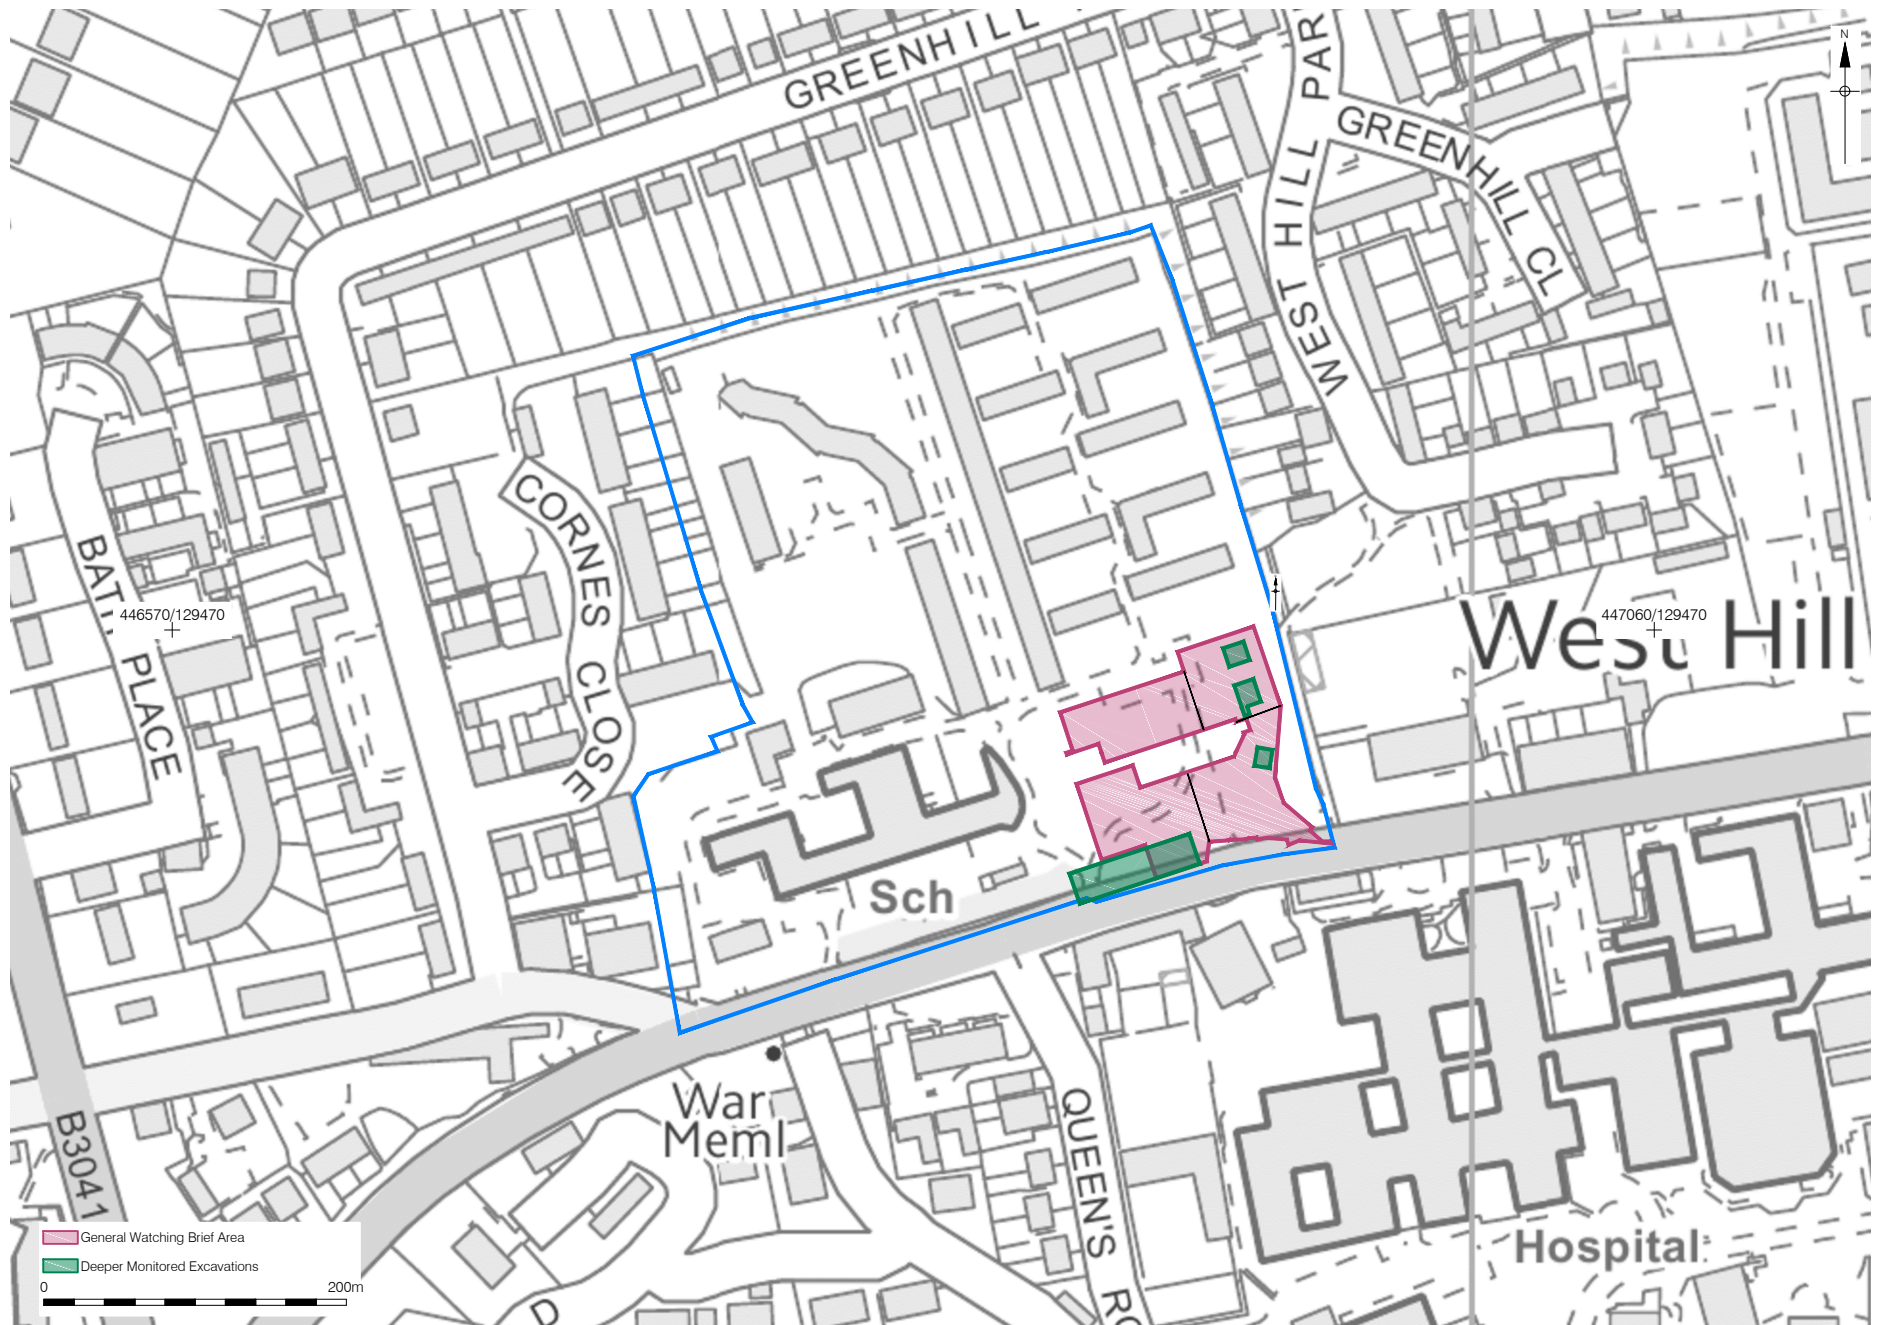 GREENHILL
WEST HILL PAR
GREENHILL CL
N
CORNES CLOSE
BAT
PLACE
446570/129470
447060/129470
West Hill
Sch
War
Meml
QUEEN'S RO
B3041
Hospital
D
General Watching Brief Area
Deeper Monitored Excavations
0 200m